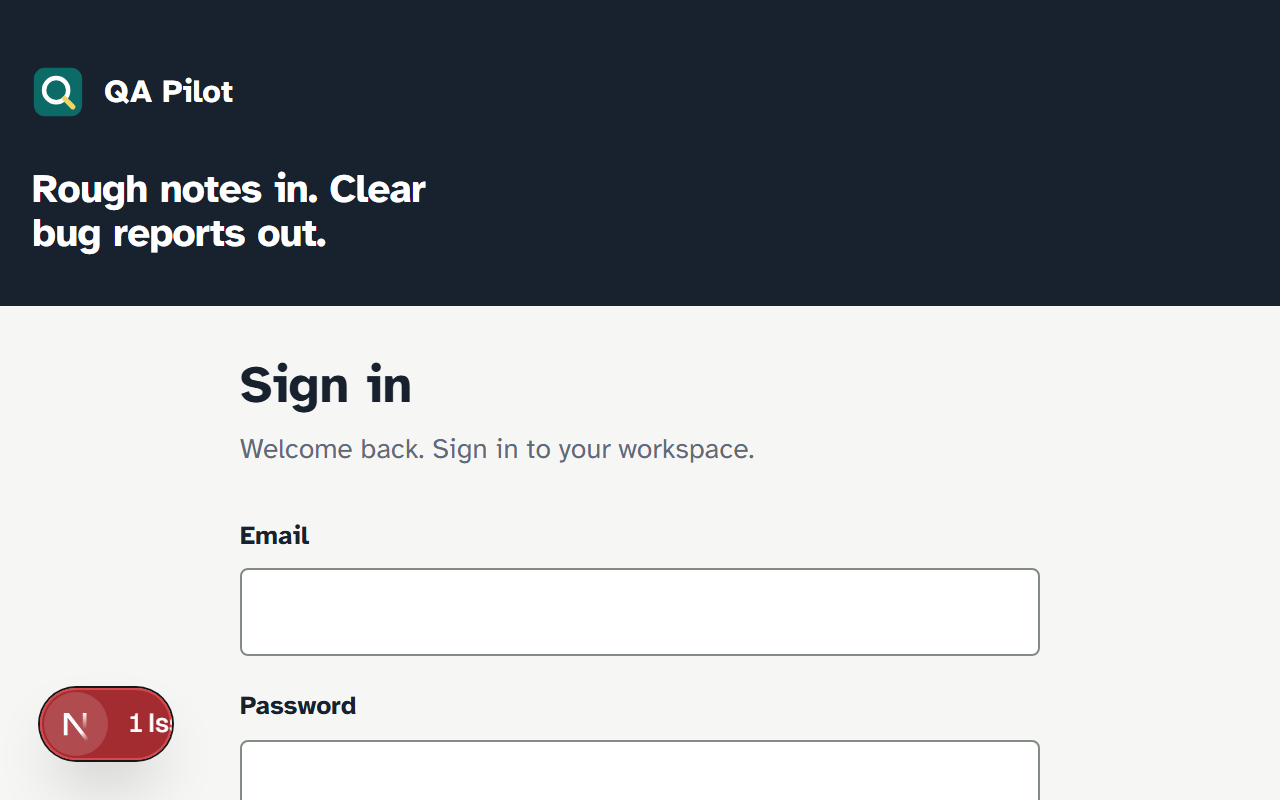 QA Pilot
Rough notes in. Clear
bug reports out.
Sign in
Welcome back. Sign in to your workspace.
Email
Password
N 1